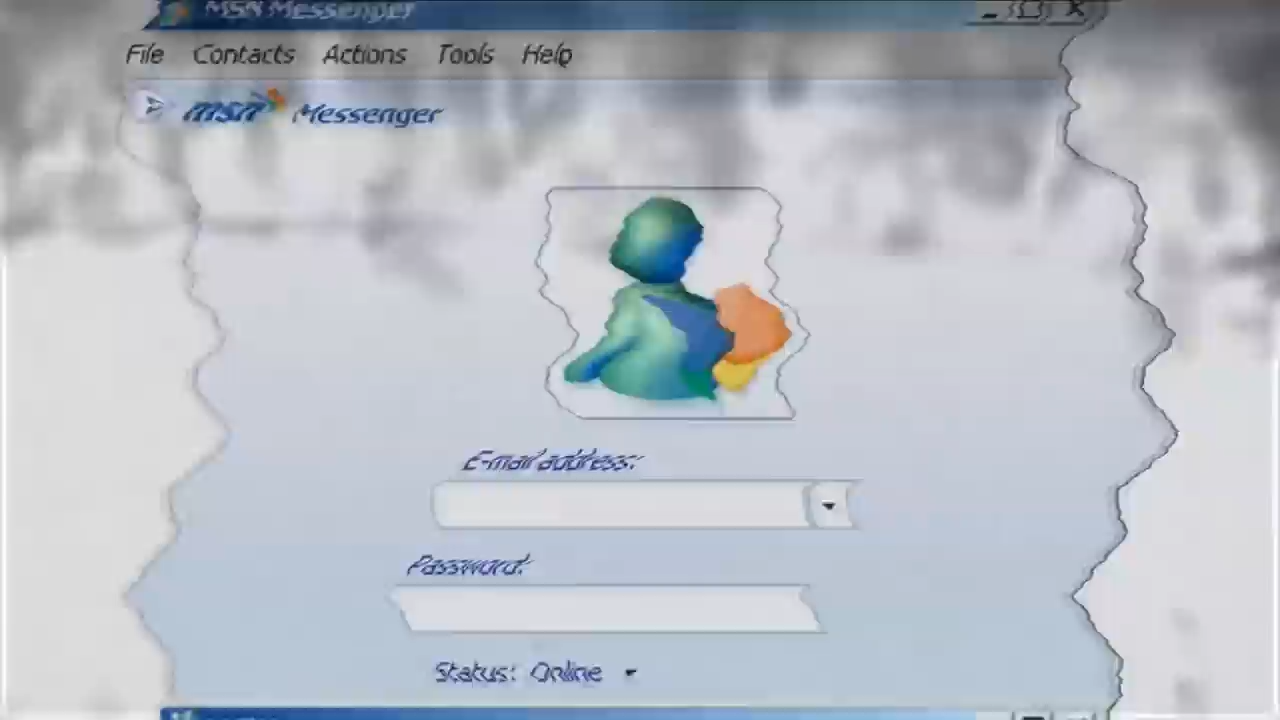 MSN Messenger
File Contacts Actions Tools Help
msn Messenger
E-mail address:
Password:
Status: Online